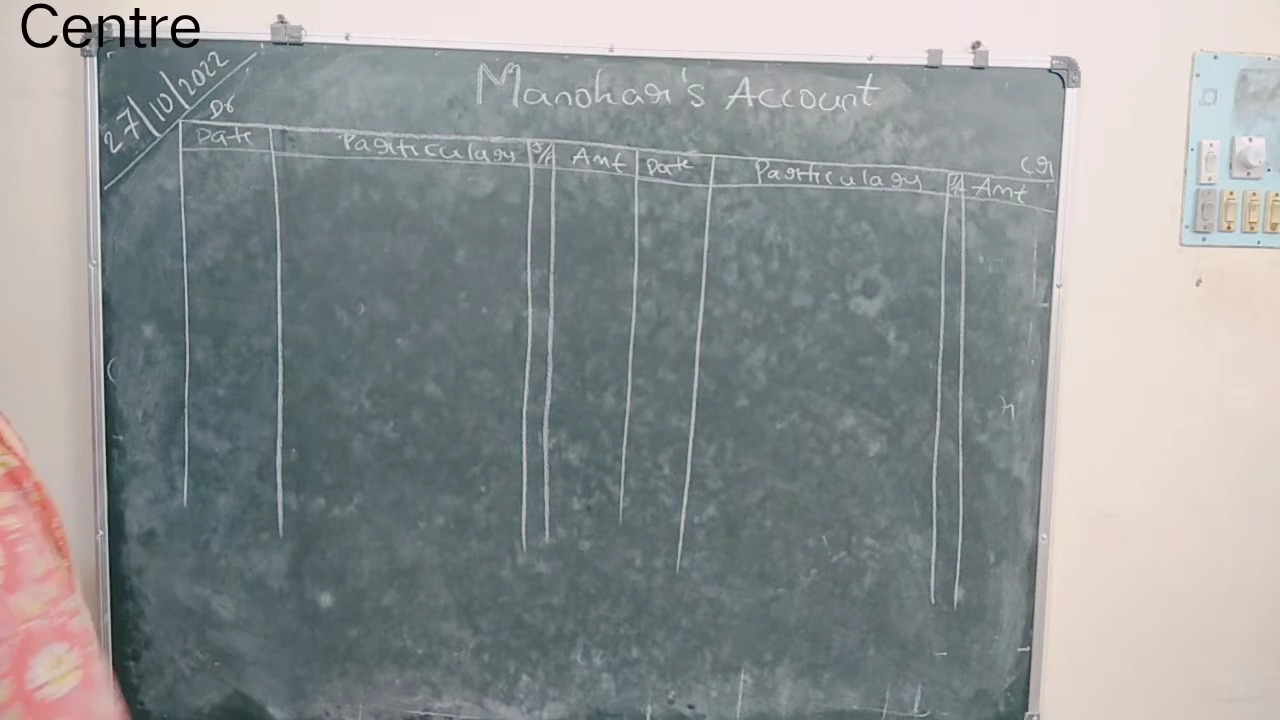 Centre
27/10/2022
Manohar's Account
Dr
Cr
Date Particulars Amt Date Particulars Amt